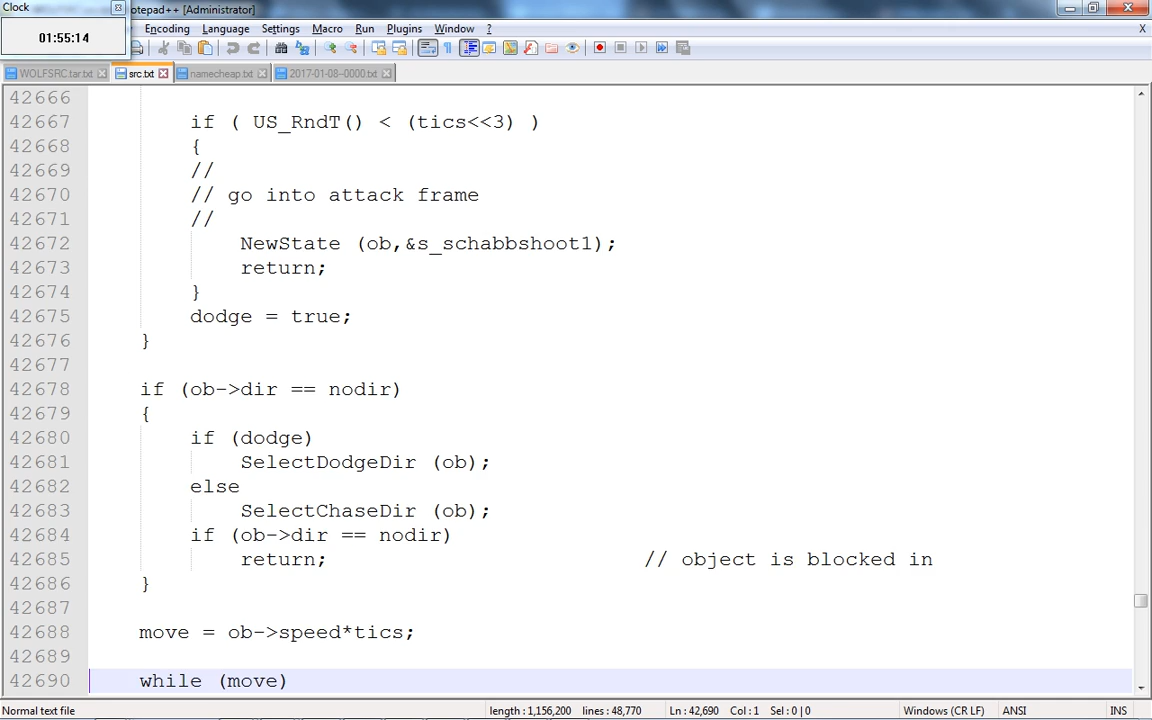 Clock
otepad++ [Administrator]
01:55:14
Encoding Language Settings Macro Run Plugins Window ? X
WOLFSRC.tar.txt src.txt namecheap.txt 2017-01-08--0000.txt
42666
42667 if ( US_RndT() < (tics<<3) )
42668 {
42669 //
42670 // go into attack frame
42671 //
42672 NewState (ob,&s_schabbshoot1);
42673 return;
42674 }
42675 dodge = true;
42676 }
42677
42678 if (ob->dir == nodir)
42679 {
42680 if (dodge)
42681 SelectDodgeDir (ob);
42682 else
42683 SelectChaseDir (ob);
42684 if (ob->dir == nodir)
42685 return; // object is blocked in
42686 }
42687
42688 move = ob->speed*tics;
42689
42690 while (move)
Normal text file length : 1,156,200 lines : 48,770 Ln : 42,690 Col : 1 Sel : 0 | 0 Windows (CR LF) ANSI INS